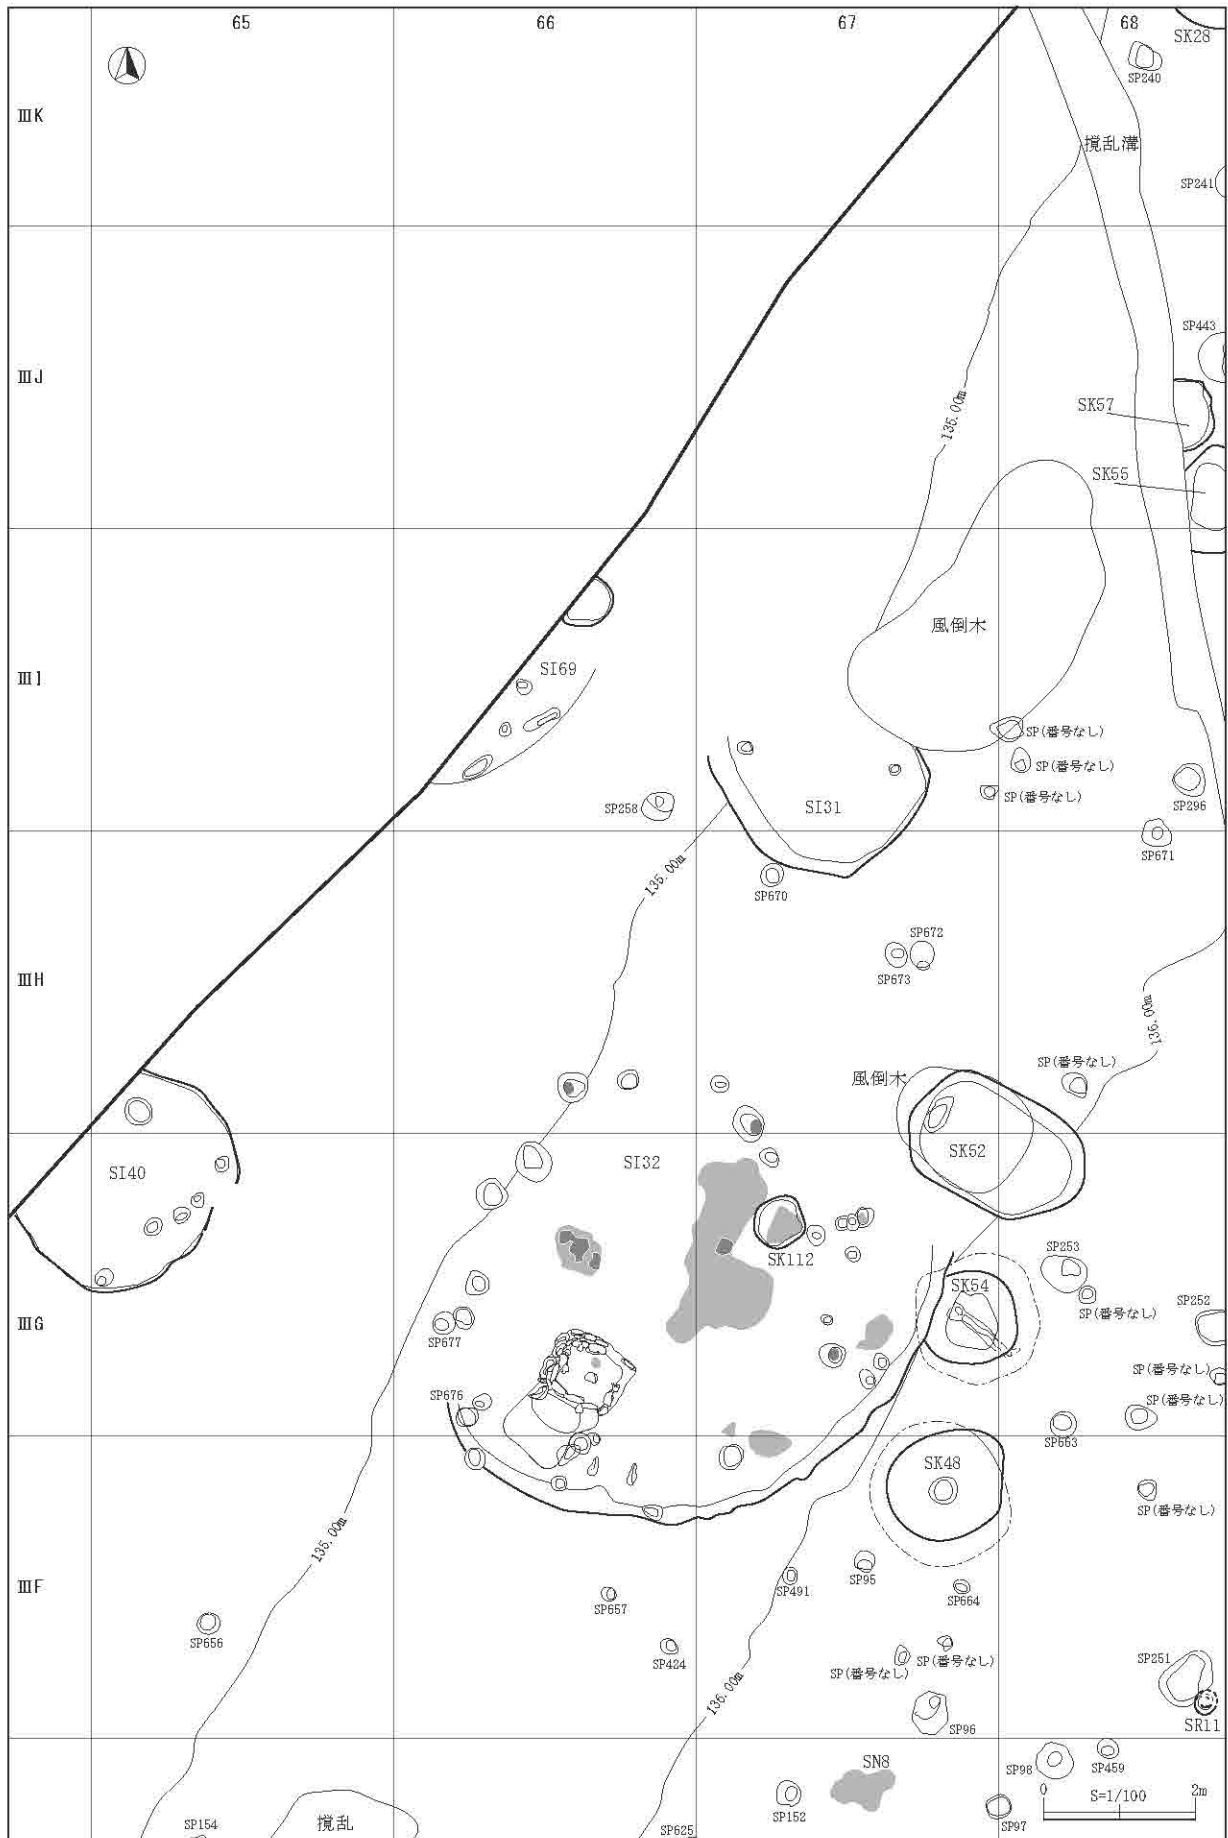 65
66
67
68
SK28
SP240
ⅢK
攪乱溝
SP241
SP443
ⅢJ
135.00m
SK57
SK55
風倒木
SI69
ⅢI
SP(番号なし)
SP(番号なし)
SP(番号なし)
SP258
SI31
SP296
SP671
135.00m
SP670
SP672
SP673
ⅢH
136.00m
SP(番号なし)
風倒木
SI40
SI32
SK52
SK112
SP253
SK54
SP(番号なし)
SP252
ⅢG
SP677
SP(番号なし)
SP676
SP(番号なし)
SP663
SK48
SP(番号なし)
135.00m
ⅢF
SP491
SP95
SP664
SP657
SP656
SP424
SP(番号なし)
SP(番号なし)
SP251
136.00m
SP96
SR11
SN8
SP98
SP459
0
S=1/100
2m
SP152
SP97
SP154
攪乱
SP625